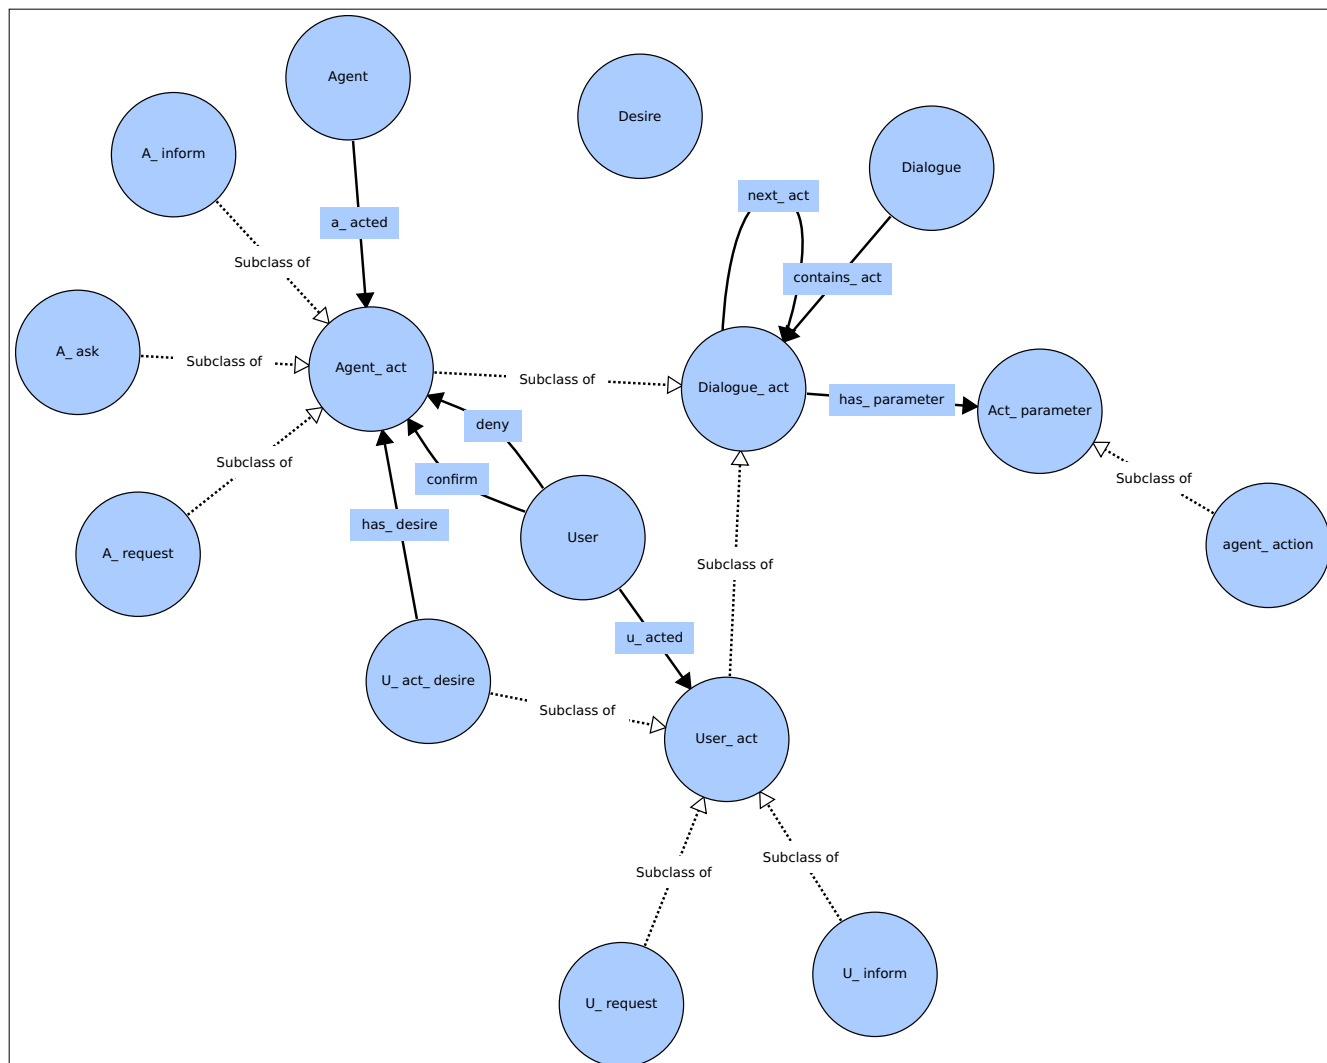 Agent
Desire
A_ inform
Dialogue
next_ act
a_ acted
Subclass of
contains_ act
A_ ask
Subclass of
Agent_ act
Subclass of
Dialogue_ act
has_ parameter
Act_ parameter
deny
Subclass of
confirm
Subclass of
has_ desire
User
agent_ action
A_ request
Subclass of
u_ acted
U_ act_ desire
Subclass of
User_ act
Subclass of
Subclass of
U_ inform
U_ request